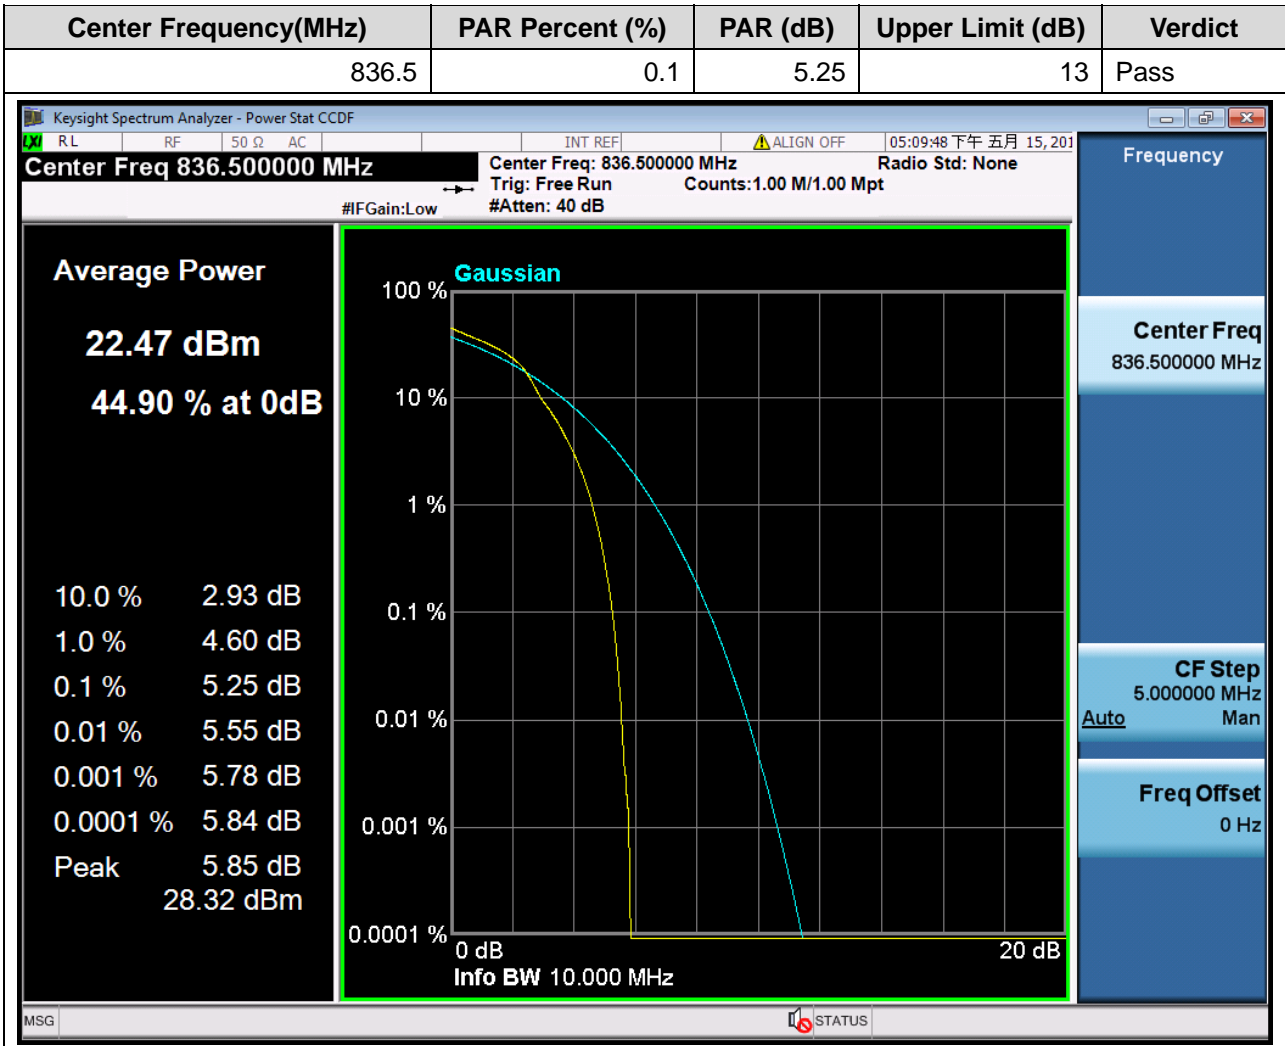 Center Frequency(MHz) PAR Percent (%) PAR (dB) Upper Limit (dB) Verdict
836.5 0.1 5.25 13 Pass
Keysight Spectrum Analyzer - Power Stat CCDF
LXI RL RF 50 Ω AC INT REF ALIGN OFF 05:09:48 下午 五月 15, 201
Center Freq 836.500000 MHz
#IFGain:Low
Center Freq: 836.500000 MHz
Trig: Free Run Counts:1.00 M/1.00 Mpt
#Atten: 40 dB
Radio Std: None
Average Power
22.47 dBm
44.90 % at 0dB
10.0 % 2.93 dB
1.0 % 4.60 dB
0.1 % 5.25 dB
0.01 % 5.55 dB
0.001 % 5.78 dB
0.0001 % 5.84 dB
Peak 5.85 dB
28.32 dBm
Gaussian
100 %
10 %
1 %
0.1 %
0.01 %
0.001 %
0.0001 %
0 dB 20 dB
Info BW 10.000 MHz
Frequency
Center Freq
836.500000 MHz
CF Step
5.000000 MHz
Auto Man
Freq Offset
0 Hz
MSG STATUS